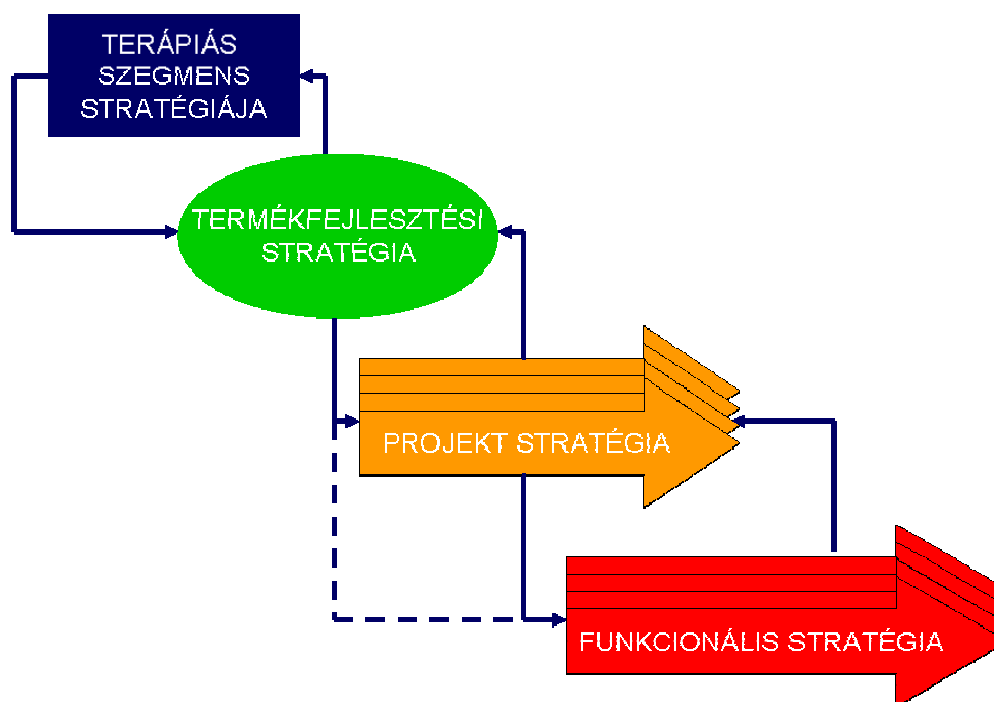 TERÁPIÁS
SZEGMENS
STRATÉGIÁJA
TERMÉKFEJLESZTÉSI
STRATÉGIA
PROJEKT STRATÉGIA
FUNKCIONÁLIS STRATÉGIA